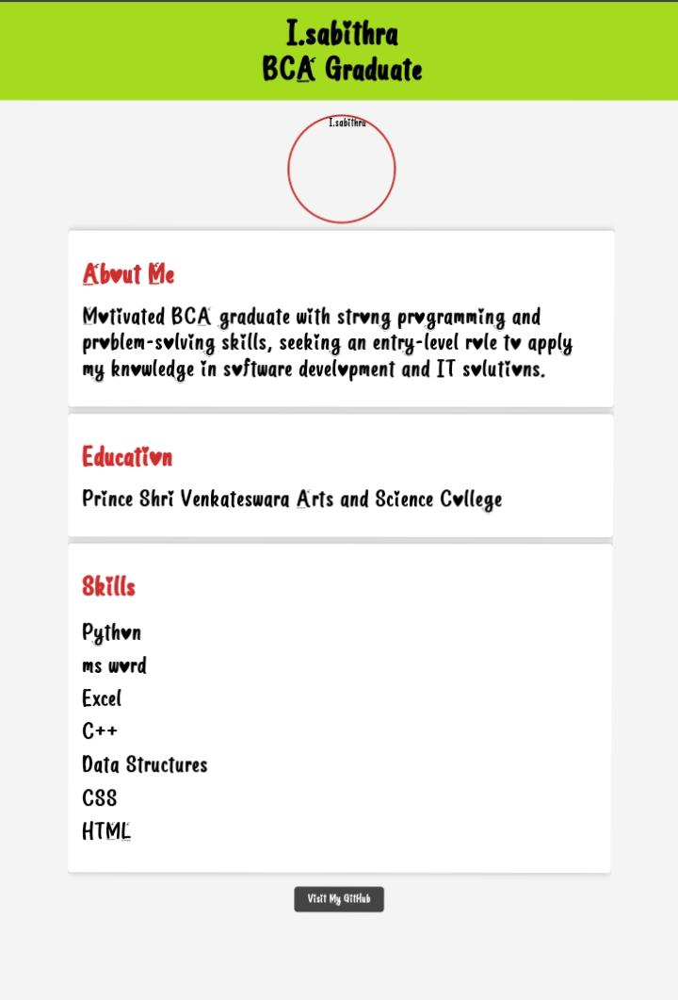 I.sabithra
BCA Graduate
I.sabithra
About Me
Motivated BCA graduate with strong programming and
problem-solving skills, seeking an entry-level role to apply
my knowledge in software development and IT solutions.
Education
Prince Shri Venkateswara Arts and Science College
Skills
Python
ms word
Excel
C++
Data Structures
CSS
HTML
Visit My GitHub